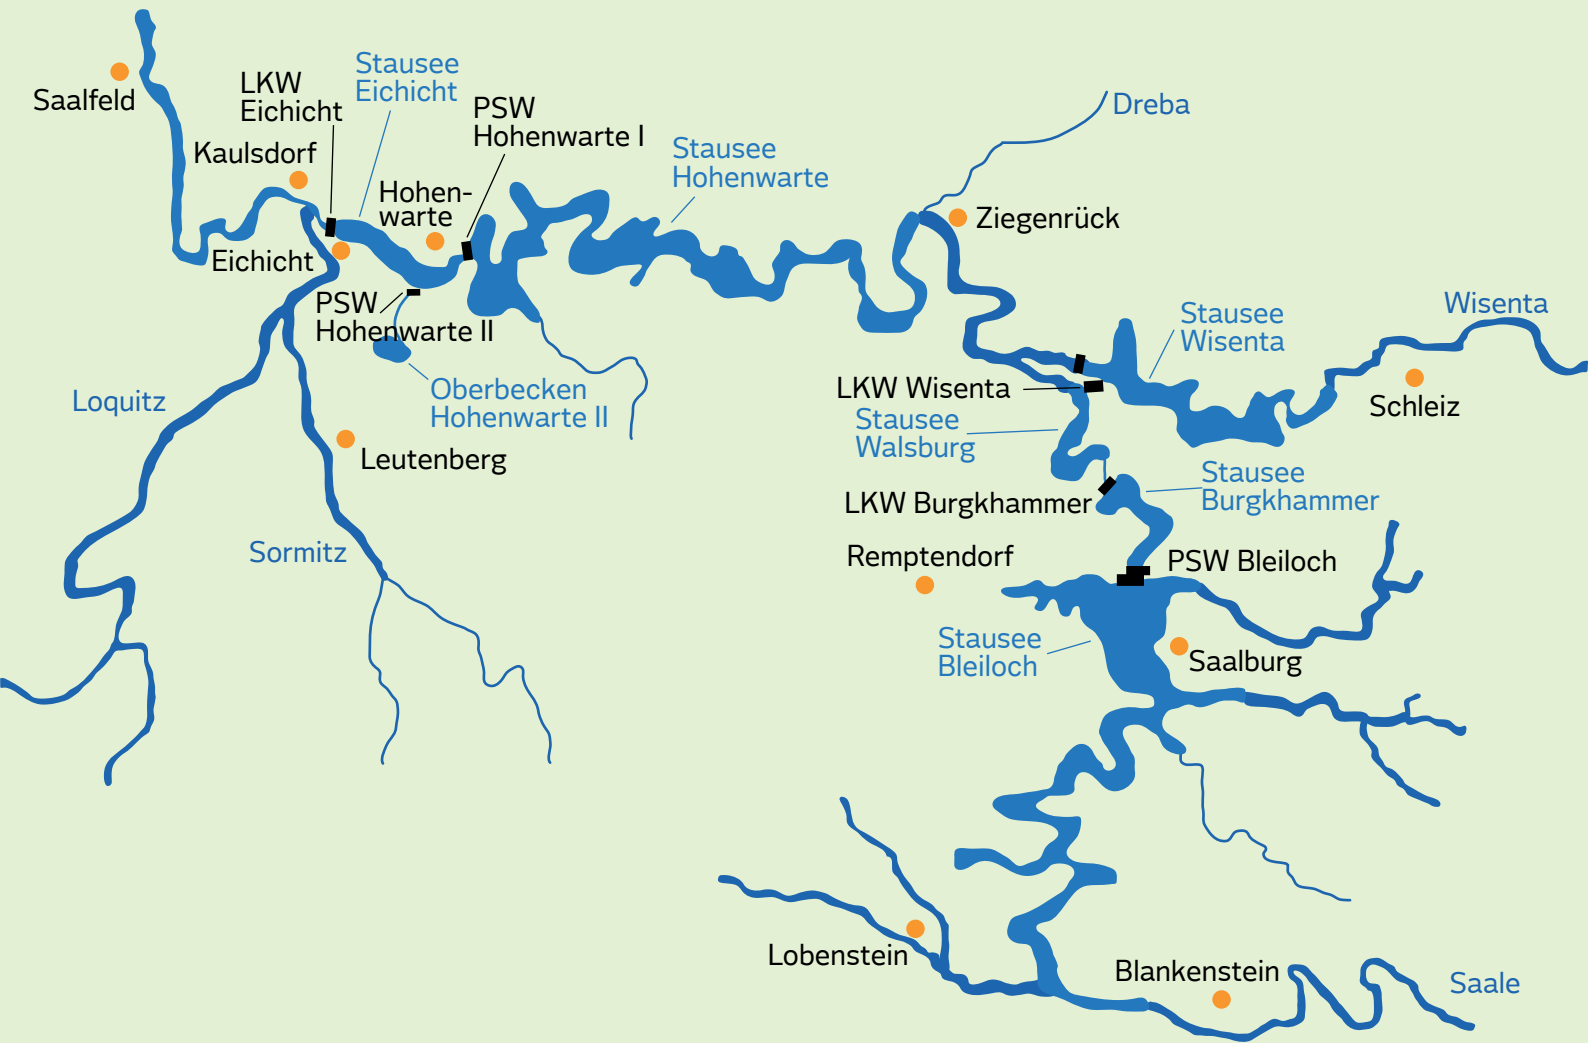 Saalfeld
LKW
Eichicht
Stausee
Eichicht
PSW
Hohenwarte I
Kaulsdorf
Hohen-
warte
Stausee
Hohenwarte
Dreba
Ziegenrück
Eichicht
PSW
Hohenwarte II
Oberbecken
Hohenwarte II
Loquitz
Leutenberg
Sormitz
Stausee
Wisenta
Wisenta
LKW Wisenta
Schleiz
Stausee
Walsburg
Stausee
Burgkhammer
LKW Burgkhammer
Remptendorf
PSW Bleiloch
Stausee
Bleiloch
Saalburg
Lobenstein
Blankenstein
Saale